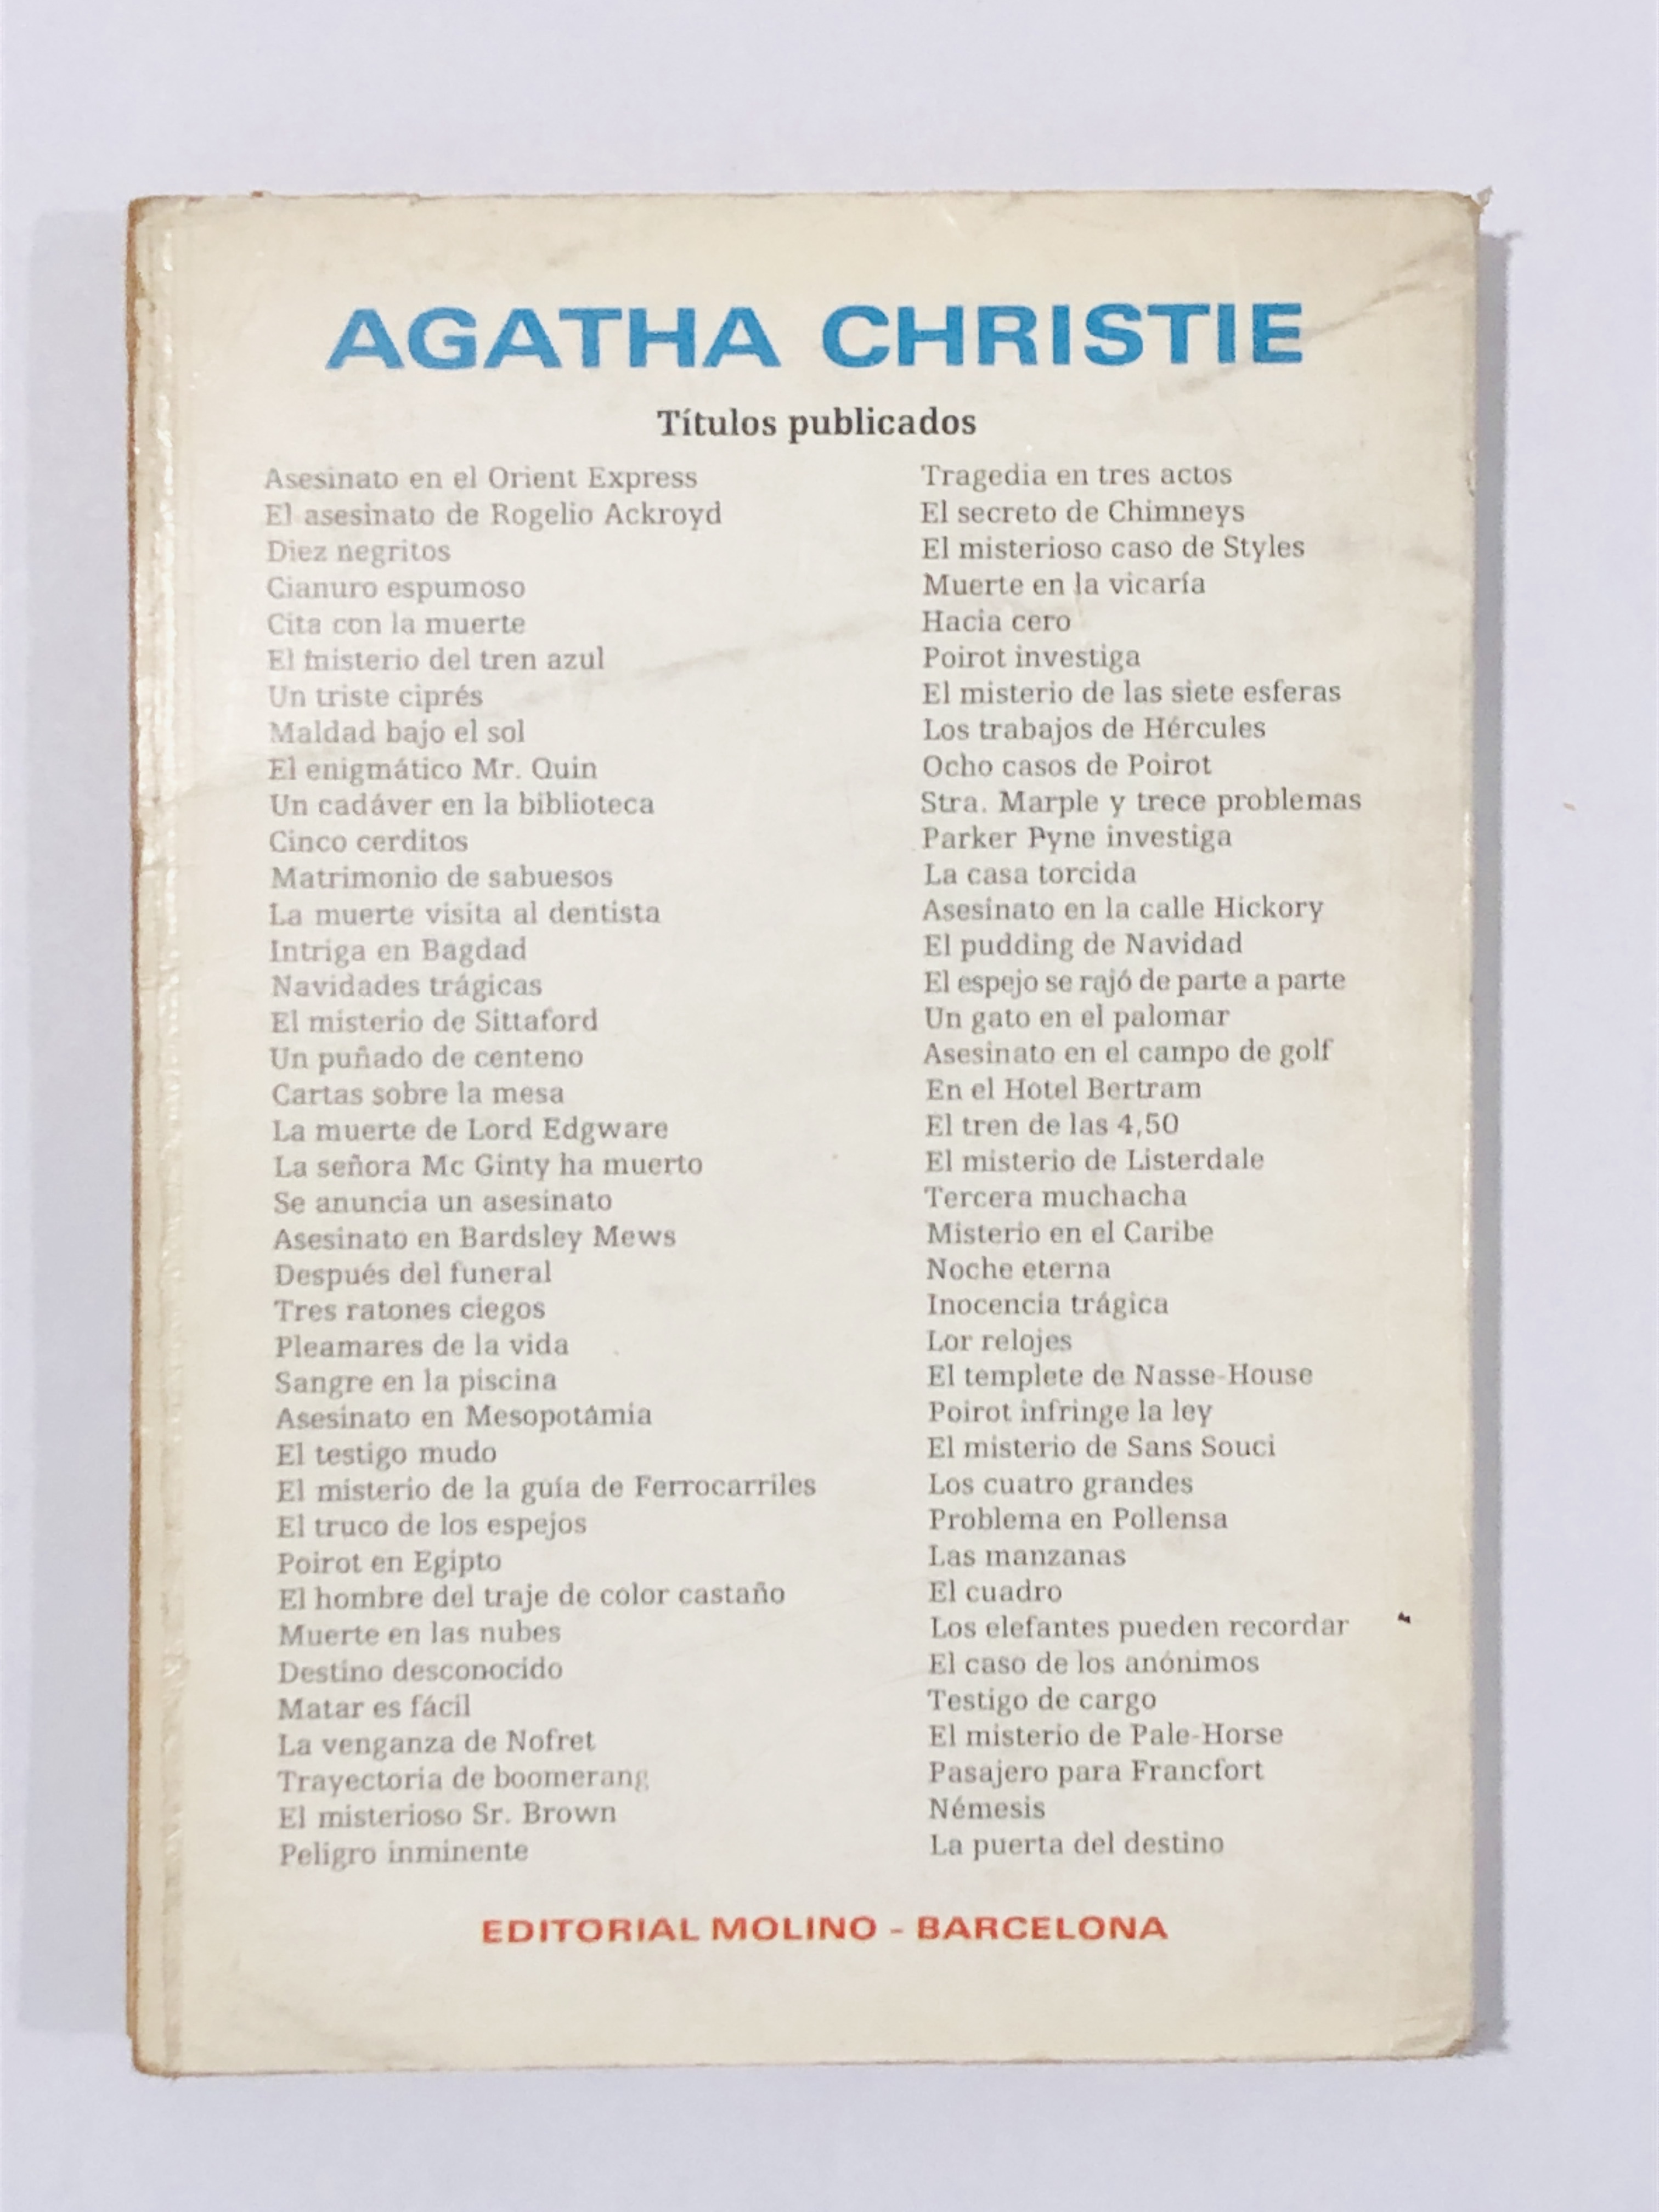 AGATHA CHRISTIE
Títulos publicados
Asesinato en el Orient Express
El asesinato de Rogelio Ackroyd
Diez negritos
Cianuro espumoso
Cita con la muerte
El misterio del tren azul
Un triste ciprés
Maldad bajo el sol
El enigmático Mr. Quin
Un cadáver en la biblioteca
Cinco cerditos
Matrimonio de sabuesos
La muerte visita al dentista
Intriga en Bagdad
Navidades trágicas
El misterio de Sittaford
Un puñado de centeno
Cartas sobre la mesa
La muerte de Lord Edgware
La señora Mc Ginty ha muerto
Se anuncia un asesinato
Asesinato en Bardsley Mews
Después del funeral
Tres ratones ciegos
Pleamares de la vida
Sangre en la piscina
Asesinato en Mesopotámia
El testigo mudo
El misterio de la guía de Ferrocarriles
El truco de los espejos
Poirot en Egipto
El hombre del traje de color castaño
Muerte en las nubes
Destino desconocido
Matar es fácil
La venganza de Nofret
Trayectoria de boomerang
El misterioso Sr. Brown
Peligro inminente
Tragedia en tres actos
El secreto de Chimneys
El misterioso caso de Styles
Muerte en la vicaría
Hacia cero
Poirot investiga
El misterio de las siete esferas
Los trabajos de Hércules
Ocho casos de Poirot
Stra. Marple y trece problemas
Parker Pyne investiga
La casa torcida
Asesinato en la calle Hickory
El pudding de Navidad
El espejo se rajó de parte a parte
Un gato en el palomar
Asesinato en el campo de golf
En el Hotel Bertram
El tren de las 4,50
El misterio de Listerdale
Tercera muchacha
Misterio en el Caribe
Noche eterna
Inocencia trágica
Lor relojes
El templete de Nasse-House
Poirot infringe la ley
El misterio de Sans Souci
Los cuatro grandes
Problema en Pollensa
Las manzanas
El cuadro
Los elefantes pueden recordar
El caso de los anónimos
Testigo de cargo
El misterio de Pale-Horse
Pasajero para Francfort
Némesis
La puerta del destino
EDITORIAL MOLINO - BARCELONA